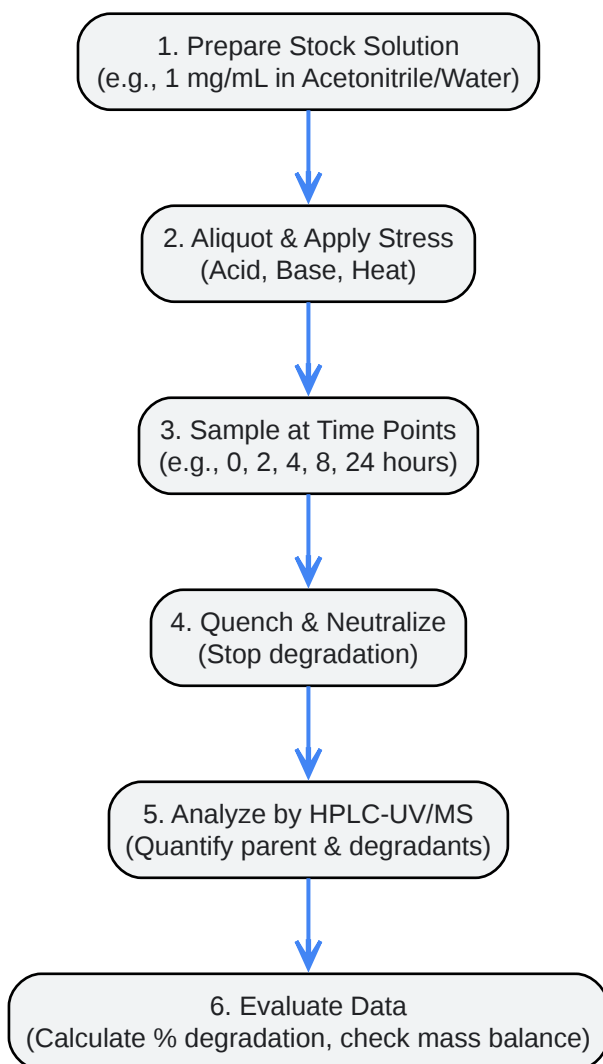 1. Prepare Stock Solution
(e.g., 1 mg/mL in Acetonitrile/Water)
2. Aliquot & Apply Stress
(Acid, Base, Heat)
3. Sample at Time Points
(e.g., 0, 2, 4, 8, 24 hours)
4. Quench & Neutralize
(Stop degradation)
5. Analyze by HPLC-UV/MS
(Quantify parent & degradants)
6. Evaluate Data
(Calculate % degradation, check mass balance)